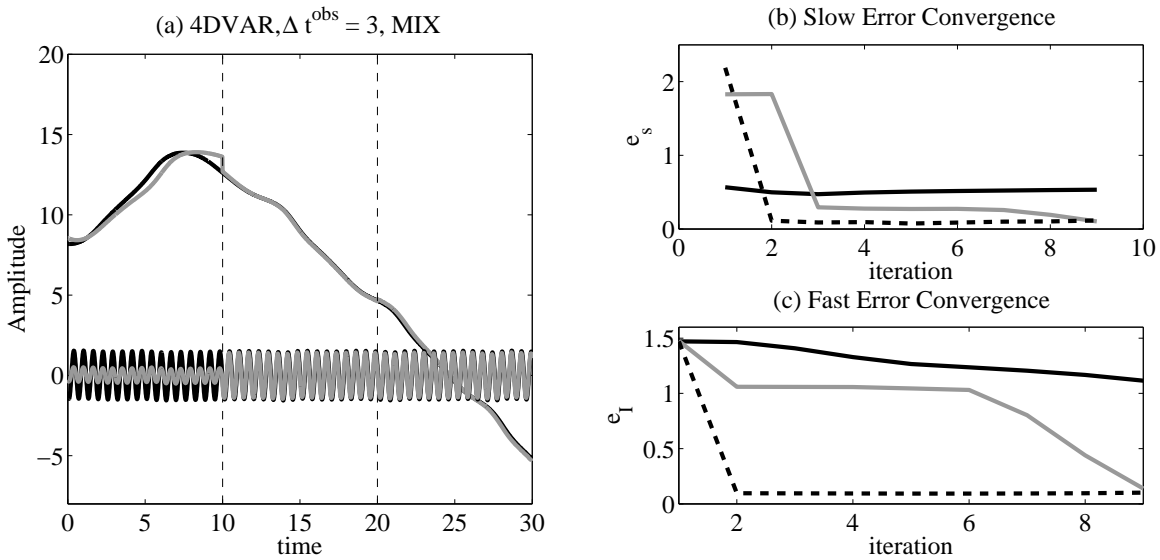 (a) 4DVAR,Δ t^obs = 3, MIX
20
15
10
5
0
−5
0 5 10 15 20 25 30
Amplitude
time
(b) Slow Error Convergence
2
1
0
0 2 4 6 8 10
e_s
iteration
(c) Fast Error Convergence
1.5
1
0.5
0
2 4 6 8
e_I
iteration